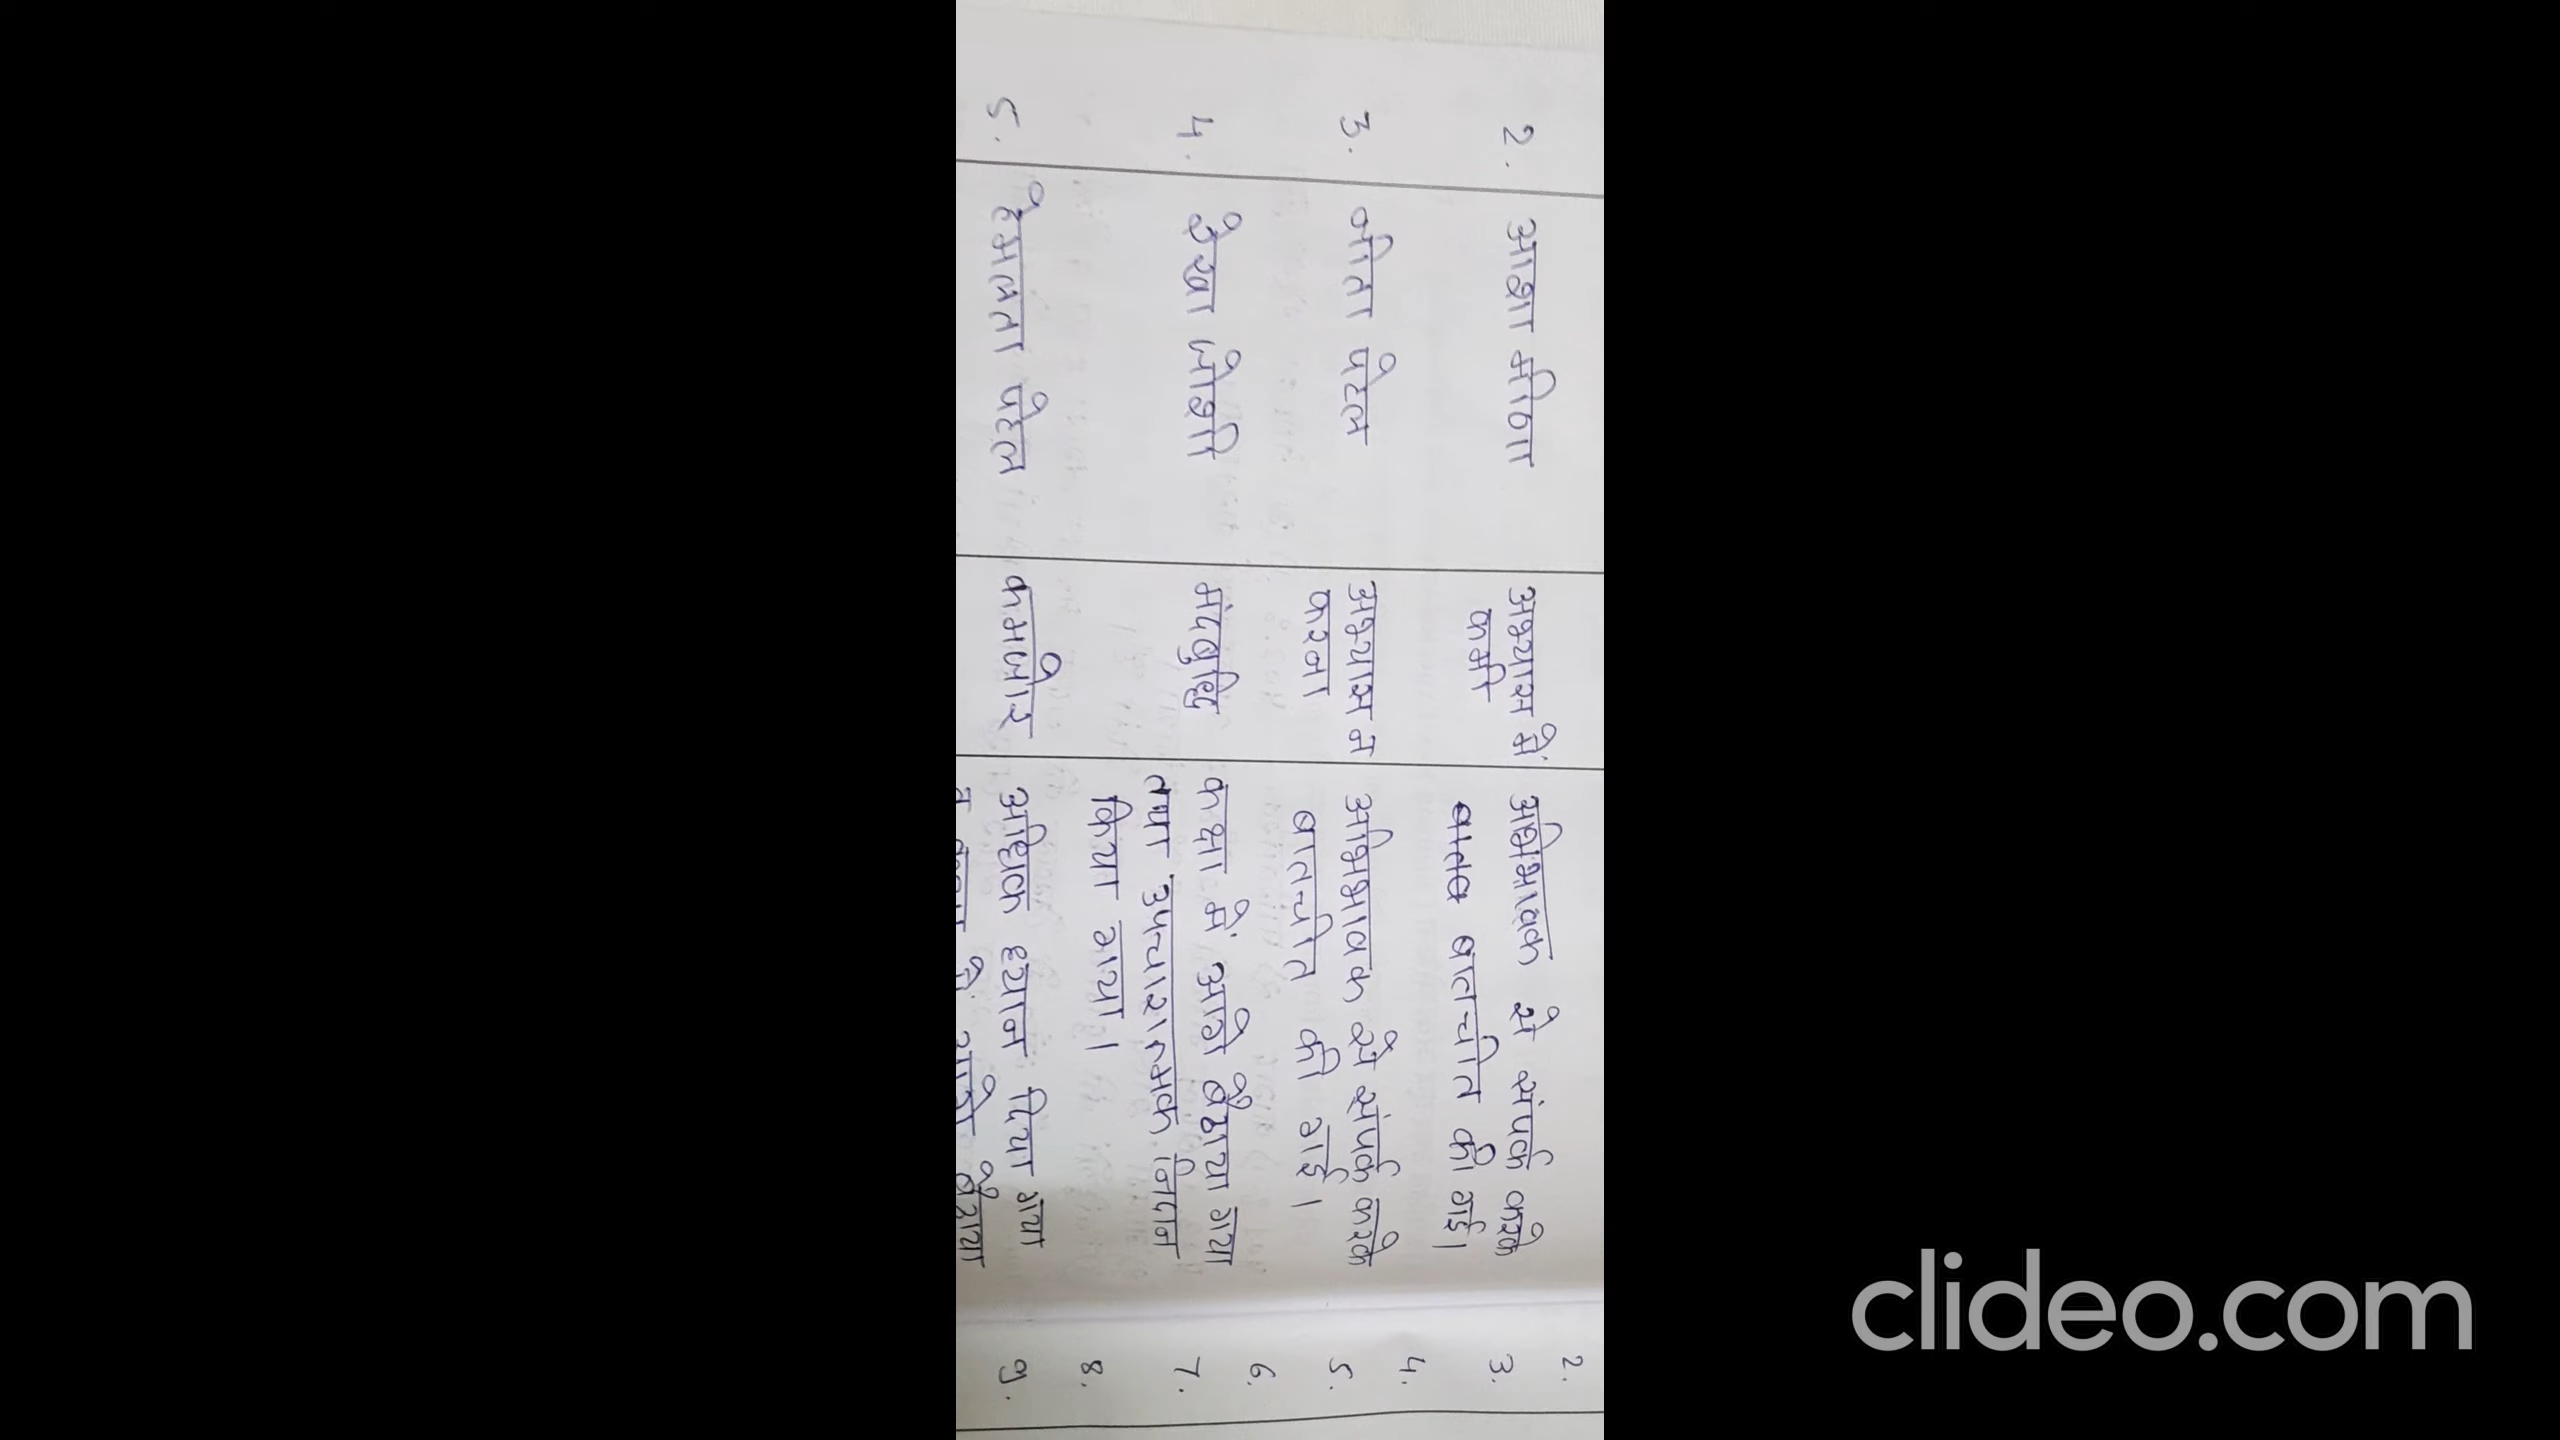 2. आशा मीठा
अभ्यास में
कमी
अभिभावक से संपर्क करके
बातचीत की गई।
3. नीता पटेल
अभ्यास न
करना
अभिभावक से संपर्क करके
बातचीत की गई।
4. जोशी
मंदबुद्धि
कक्षा में आगे बैठाया गया
तथा उपचारात्मक निदान
किया गया।
5. हेमलता पटेल
कमजोर
अधिक ध्यान दिया गया
में आगे बैठाया
2.
3.
4.
5.
6.
7.
8.
9.
clideo.com